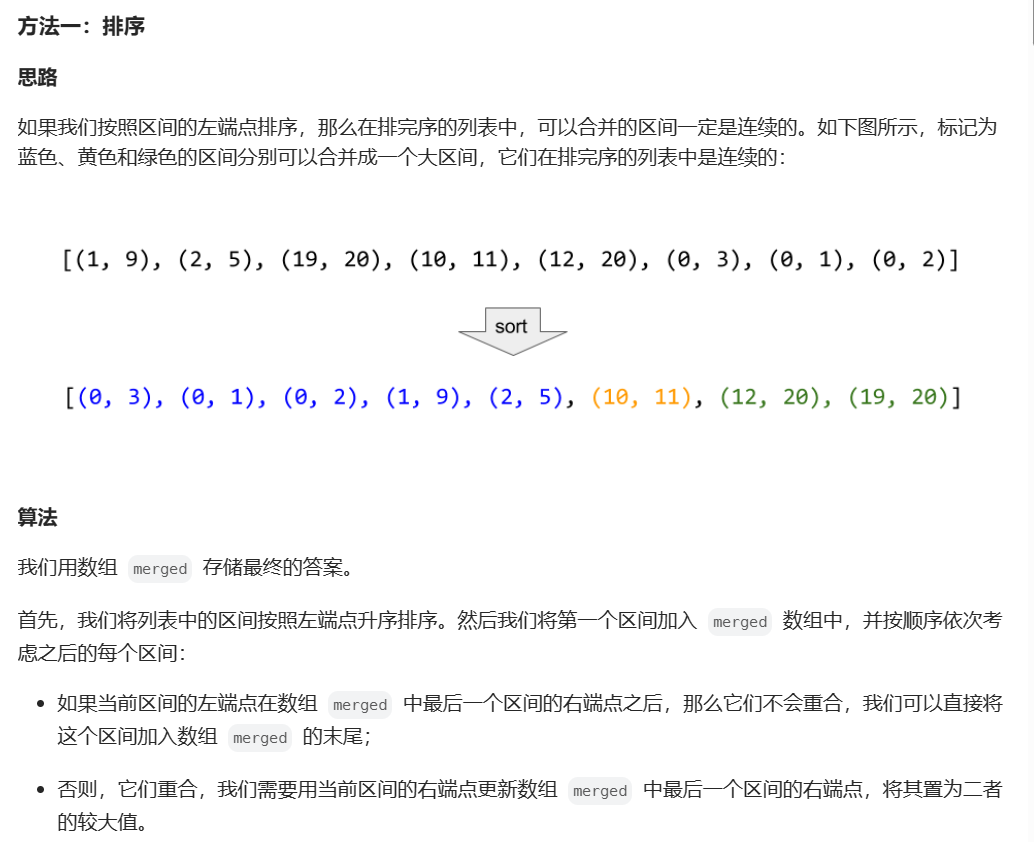 方法一：排序
思路
如果我们按照区间的左端点排序，那么在排完序的列表中，可以合并的区间一定是连续的。如下图所示，标记为
蓝色、黄色和绿色的区间分别可以合并成一个大区间，它们在排完序的列表中是连续的：
[(1, 9), (2, 5), (19, 20), (10, 11), (12, 20), (0, 3), (0, 1), (0, 2)]
sort
[(0, 3), (0, 1), (0, 2), (1, 9), (2, 5), (10, 11), (12, 20), (19, 20)]
算法
我们用数组 merged 存储最终的答案。
首先，我们将列表中的区间按照左端点升序排序。然后我们将第一个区间加入 merged 数组中，并按顺序依次考
虑之后的每个区间：
• 如果当前区间的左端点在数组 merged 中最后一个区间的右端点之后，那么它们不会重合，我们可以直接将
这个区间加入数组 merged 的末尾；
• 否则，它们重合，我们需要用当前区间的右端点更新数组 merged 中最后一个区间的右端点，将其置为二者
的较大值。